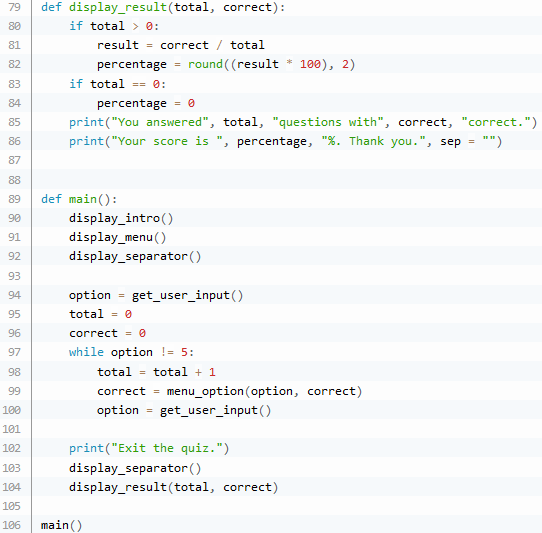 79 def display_result(total, correct):
80     if total > 0:
81         result = correct / total
82         percentage = round((result * 100), 2)
83     if total == 0:
84         percentage = 0
85     print("You answered", total, "questions with", correct, "correct.")
86     print("Your score is ", percentage, "%. Thank you.", sep = "")
87
88
89 def main():
90     display_intro()
91     display_menu()
92     display_separator()
93
94     option = get_user_input()
95     total = 0
96     correct = 0
97     while option != 5:
98         total = total + 1
99         correct = menu_option(option, correct)
100         option = get_user_input()
101
102     print("Exit the quiz.")
103     display_separator()
104     display_result(total, correct)
105
106 main()